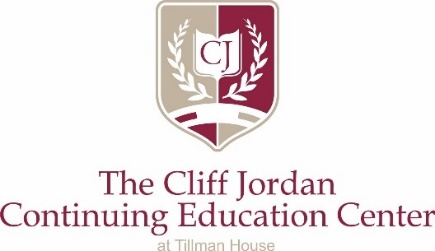 CJ
The Cliff Jordan
Continuing Education Center
at Tillman House